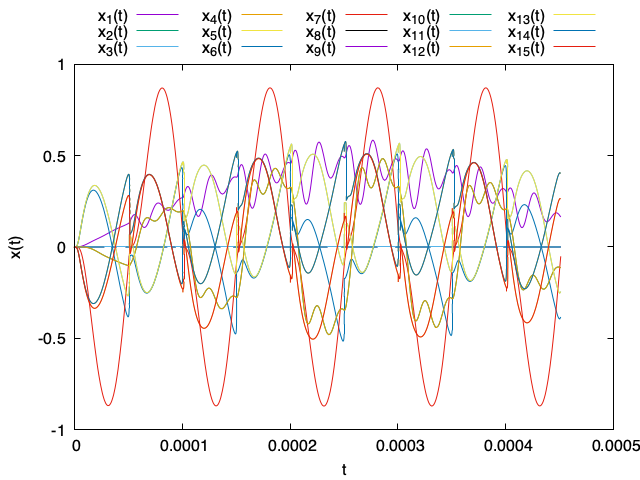 x1(t) x4(t) x7(t) x10(t) x13(t)
x2(t) x5(t) x8(t) x11(t) x14(t)
x3(t) x6(t) x9(t) x12(t) x15(t)
1
0.5
0
-0.5
-1
x(t)
0 0.0001 0.0002 0.0003 0.0004 0.0005
t